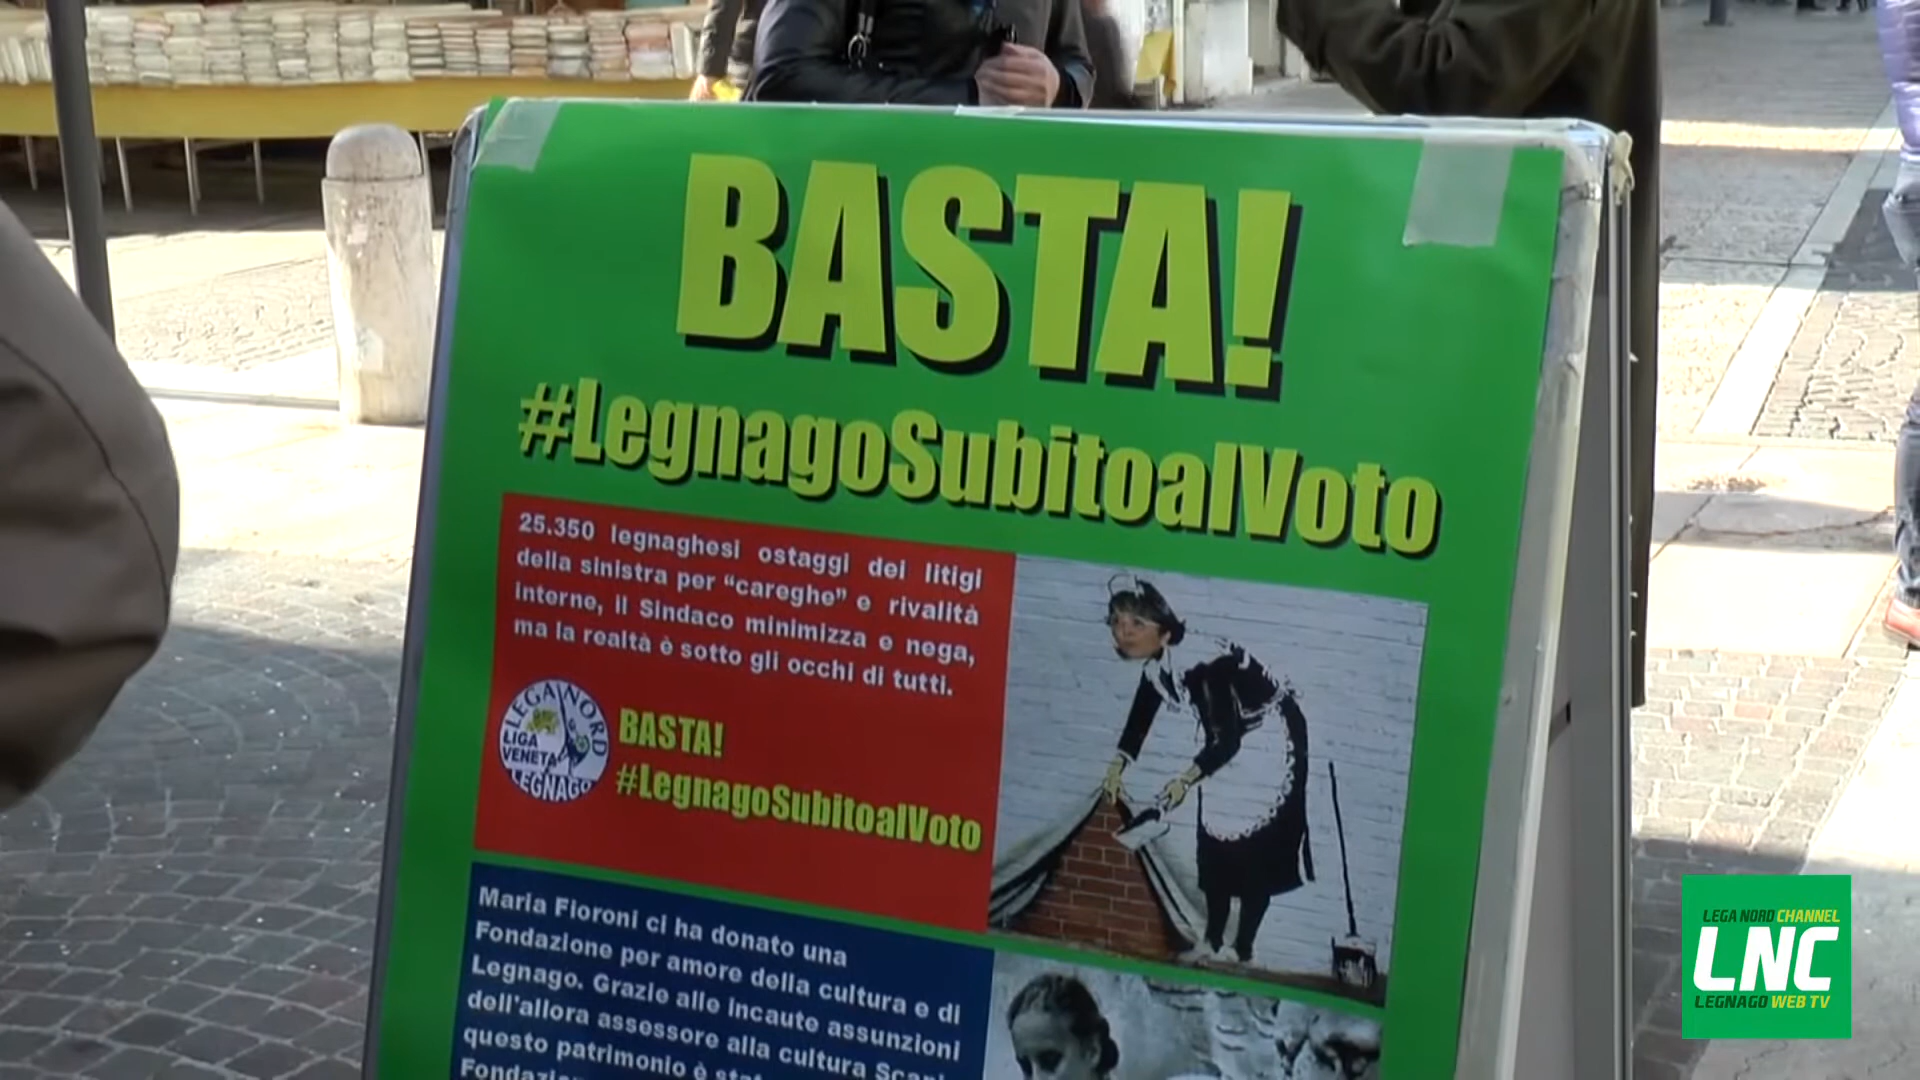 BASTA!
#LegnagoSubitoalVoto
25.350 legnaghesi ostaggi dei litigi
della sinistra per “careghe” e rivalità
interne, il Sindaco minimizza e nega,
ma la realtà è sotto gli occhi di tutti.
LEGA NORD
LIGA
VENETA
LEGNAGO
BASTA!
#LegnagoSubitoalVoto
Maria Fioroni ci ha donato una
Fondazione per amore della cultura e di
Legnago. Grazie alle incaute assunzioni
dell'allora assessore alla cultura
questo patrimonio è
LEGA NORD CHANNEL
LNC
LEGNAGO WEB TV